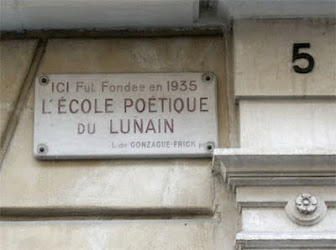 ICI Fut Fondée en 1935
L'ÉCOLE POÉTIQUE
DU LUNAIN
L. de GONZAGUE-FRICK
5